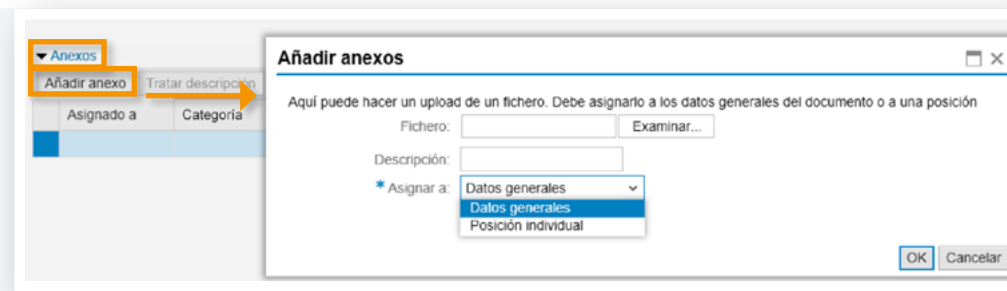 Anexos
Añadir anexo Tratar descripción
Asignado a Categoría
Añadir anexos
Aquí puede hacer un upload de un fichero. Debe asignarlo a los datos generales del documento o a una posición
Fichero: Examinar...
Descripción:
* Asignar a: Datos generales
Datos generales
Posición individual
OK Cancelar